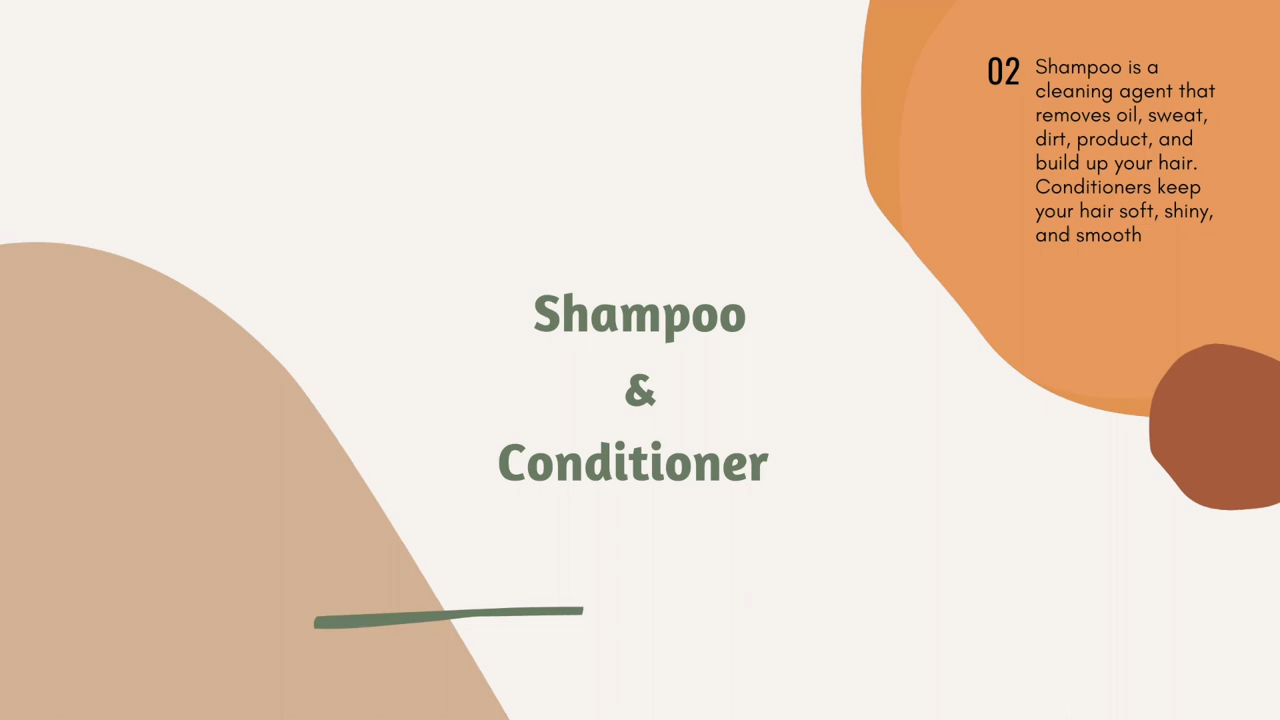 02
Shampoo is a
cleaning agent that
removes oil, sweat,
dirt, product, and
build up your hair.
Conditioners keep
your hair soft, shiny,
and smooth
Shampoo
&
Conditioner